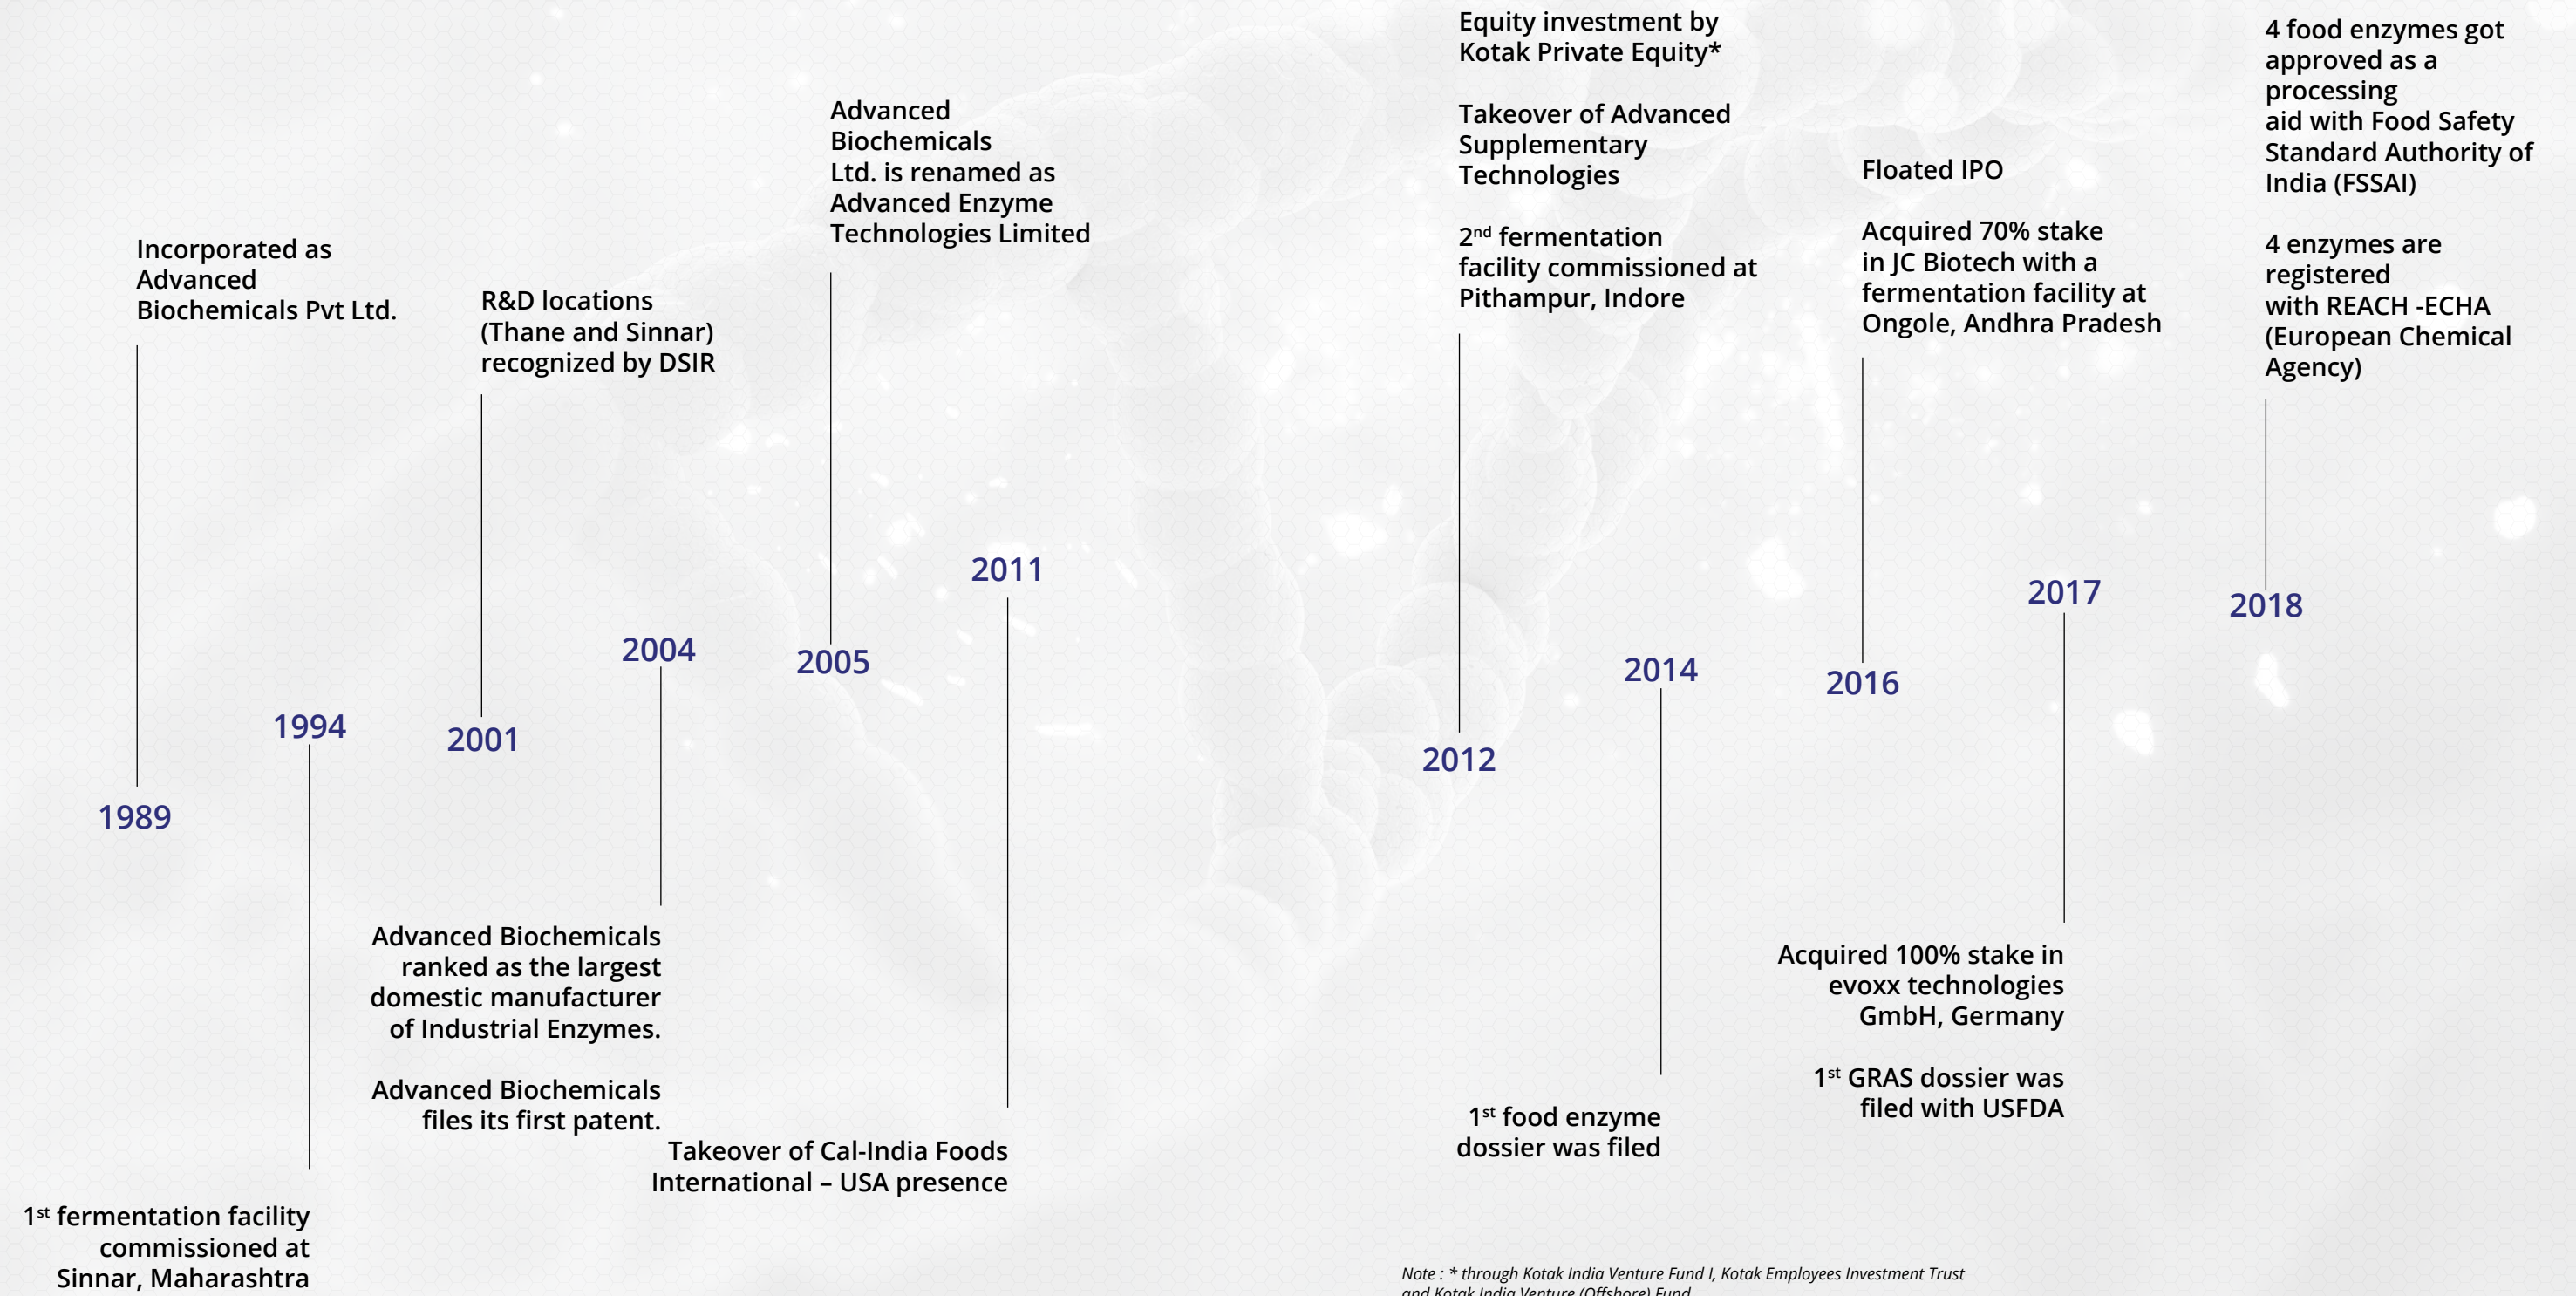 Incorporated as
Advanced
Biochemicals Pvt Ltd.
1989
1994
1st fermentation facility
commissioned at
Sinnar, Maharashtra
R&D locations
(Thane and Sinnar)
recognized by DSIR
2001
2004
Advanced Biochemicals
ranked as the largest
domestic manufacturer
of Industrial Enzymes.
Advanced Biochemicals
files its first patent.
Advanced
Biochemicals
Ltd. is renamed as
Advanced Enzyme
Technologies Limited
2005
2011
Takeover of Cal-India Foods
International – USA presence
Equity investment by
Kotak Private Equity*
Takeover of Advanced
Supplementary
Technologies
2nd fermentation
facility commissioned at
Pithampur, Indore
2012
2014
1st food enzyme
dossier was filed
Floated IPO
Acquired 70% stake
in JC Biotech with a
fermentation facility at
Ongole, Andhra Pradesh
2016
2017
Acquired 100% stake in
evoxx technologies
GmbH, Germany
1st GRAS dossier was
filed with USFDA
4 food enzymes got
approved as a
processing
aid with Food Safety
Standard Authority of
India (FSSAI)
4 enzymes are
registered
with REACH -ECHA
(European Chemical
Agency)
2018
Note : * through Kotak India Venture Fund I, Kotak Employees Investment Trust
and Kotak India Venture (Offshore) Fund